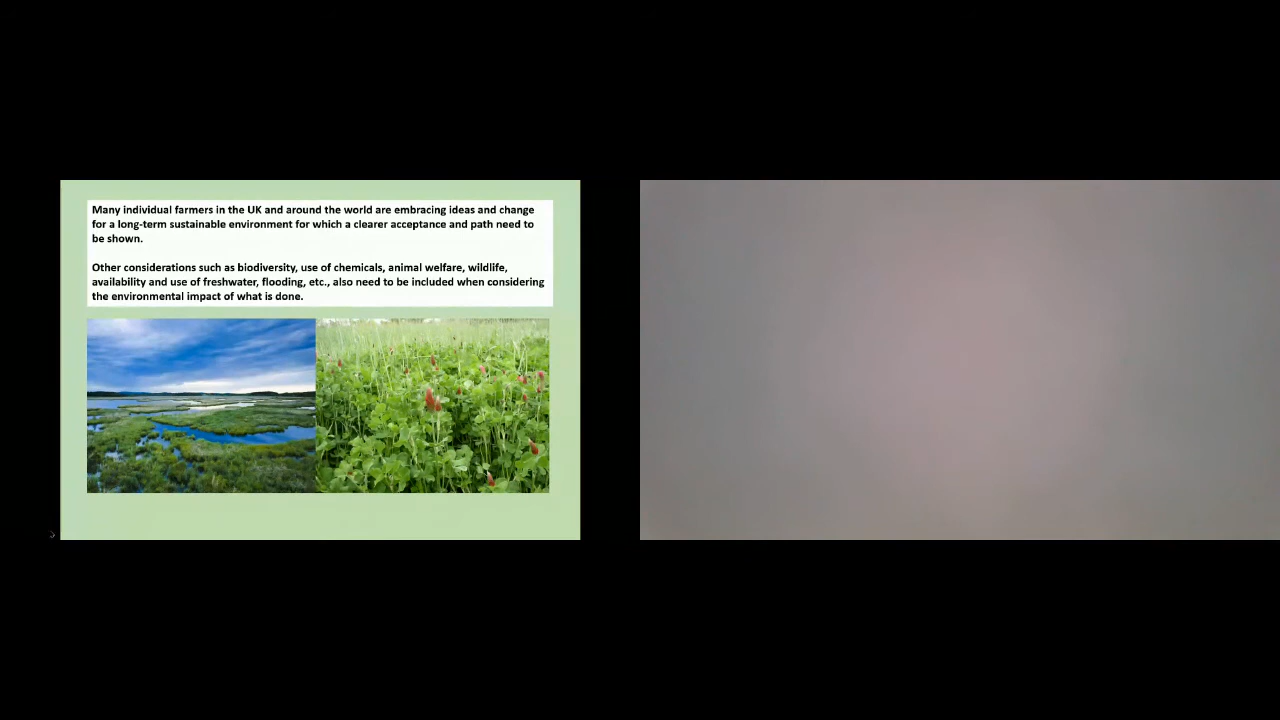 Many individual farmers in the UK and around the world are embracing ideas and change
for a long-term sustainable environment for which a clearer acceptance and path need to
be shown.
Other considerations such as biodiversity, use of chemicals, animal welfare, wildlife,
availability and use of freshwater, flooding, etc., also need to be included when considering
the environmental impact of what is done.